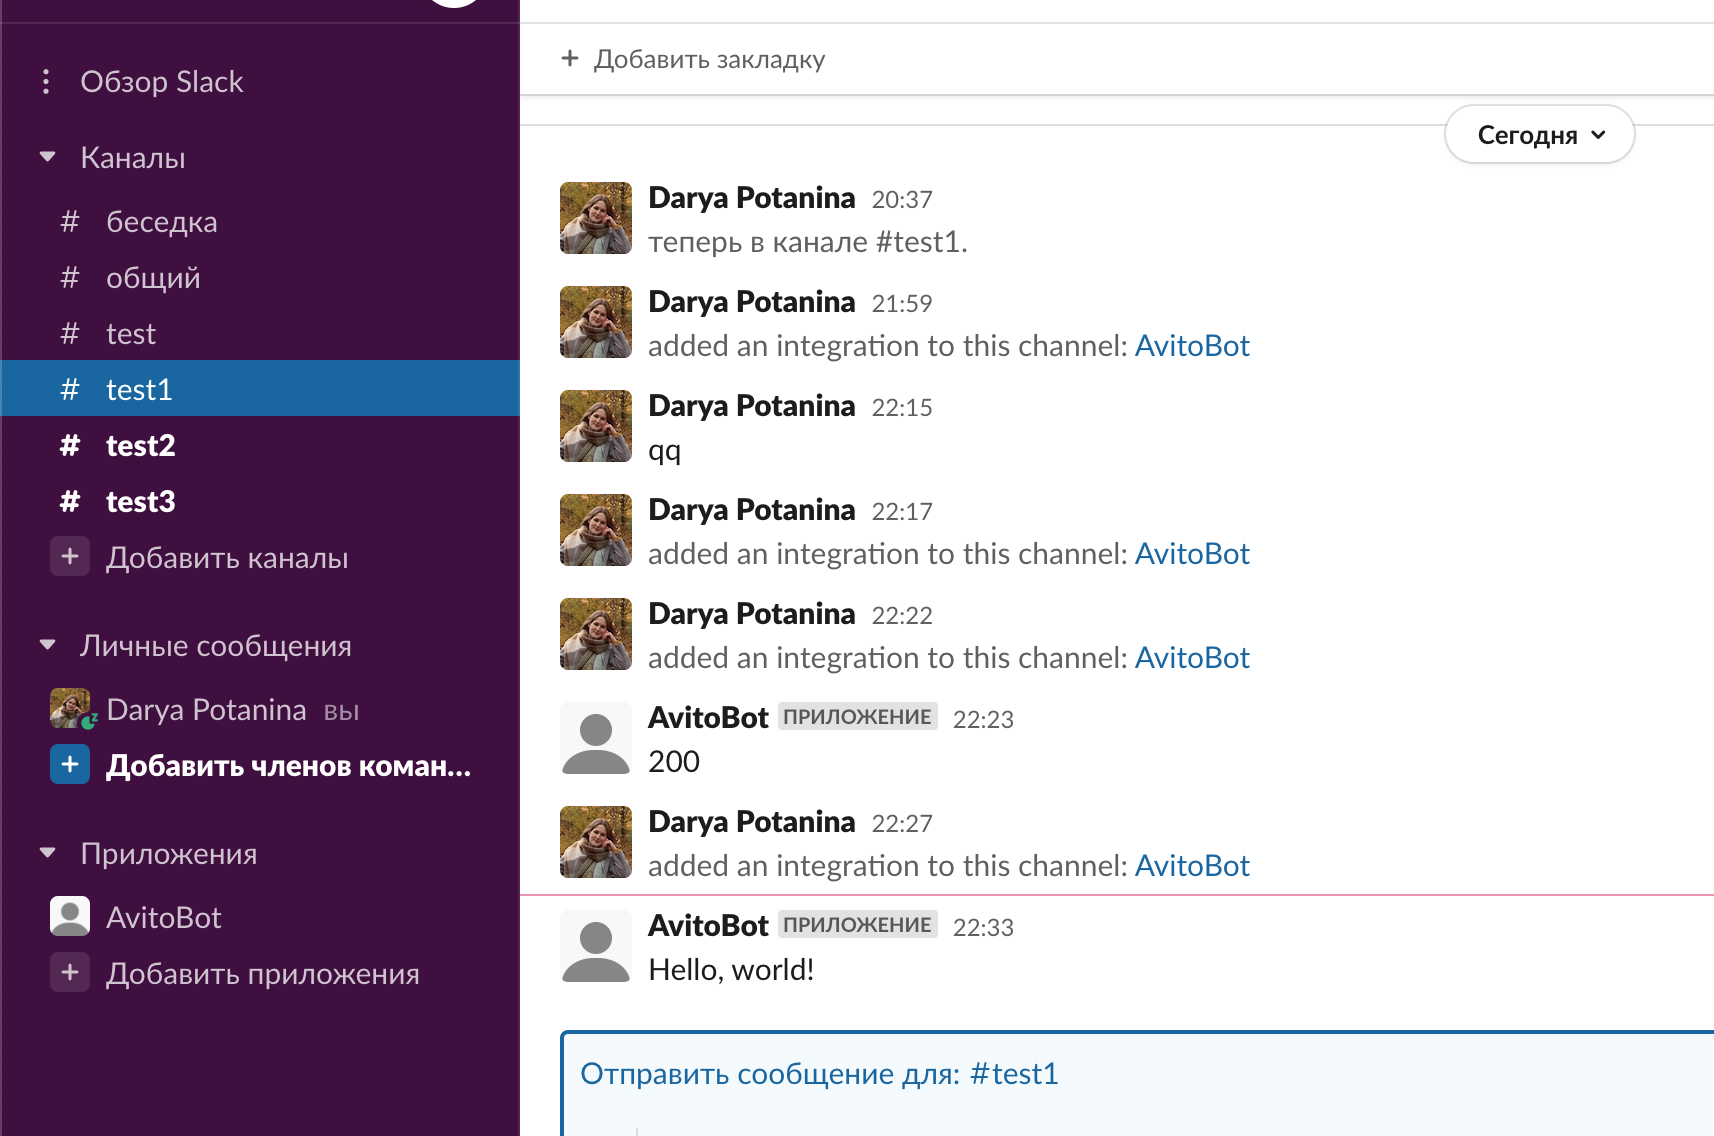 Обзор Slack
Каналы
# беседка
# общий
# test
# test1
# test2
# test3
+ Добавить каналы
Личные сообщения
Darya Potanina вы
+ Добавить членов коман...
Приложения
AvitoBot
+ Добавить приложения
+ Добавить закладку
Сегодня
Darya Potanina 20:37
теперь в канале #test1.
Darya Potanina 21:59
added an integration to this channel: AvitoBot
Darya Potanina 22:15
qq
Darya Potanina 22:17
added an integration to this channel: AvitoBot
Darya Potanina 22:22
added an integration to this channel: AvitoBot
AvitoBot ПРИЛОЖЕНИЕ 22:23
200
Darya Potanina 22:27
added an integration to this channel: AvitoBot
AvitoBot ПРИЛОЖЕНИЕ 22:33
Hello, world!
Отправить сообщение для: #test1